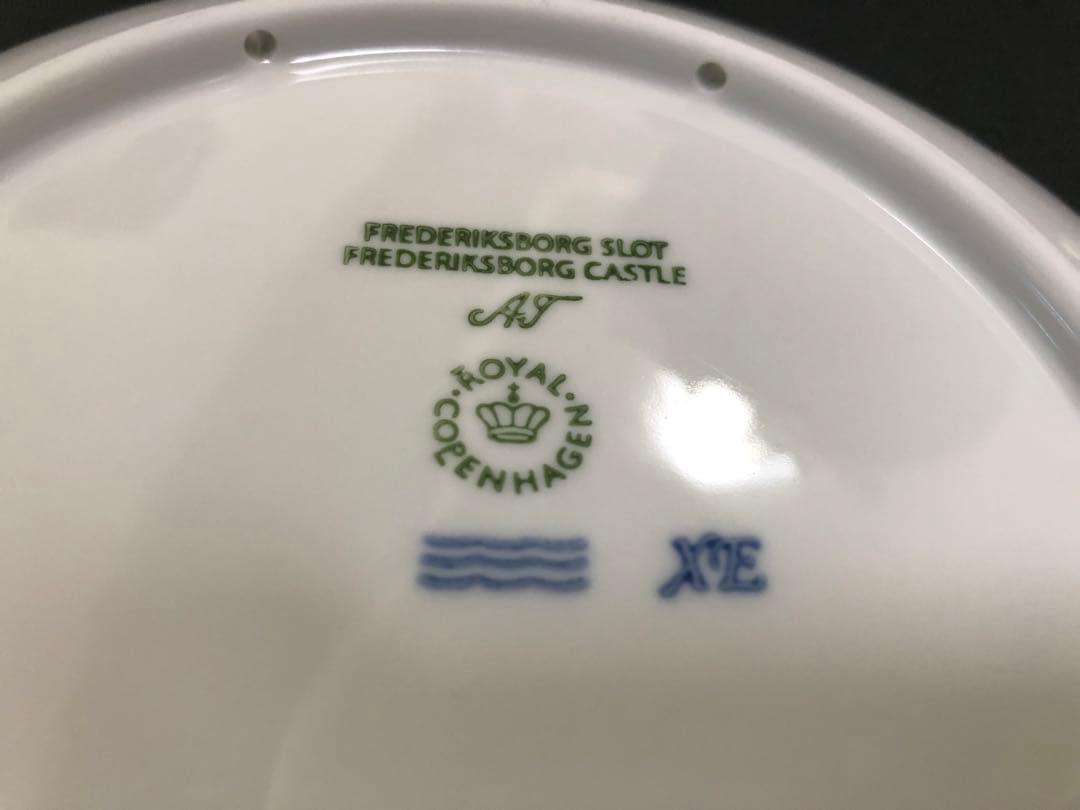 FREDERIKSBORG SLOT
FREDERIKSBORG CASTLE
AT
ROYAL
COPENHAGEN